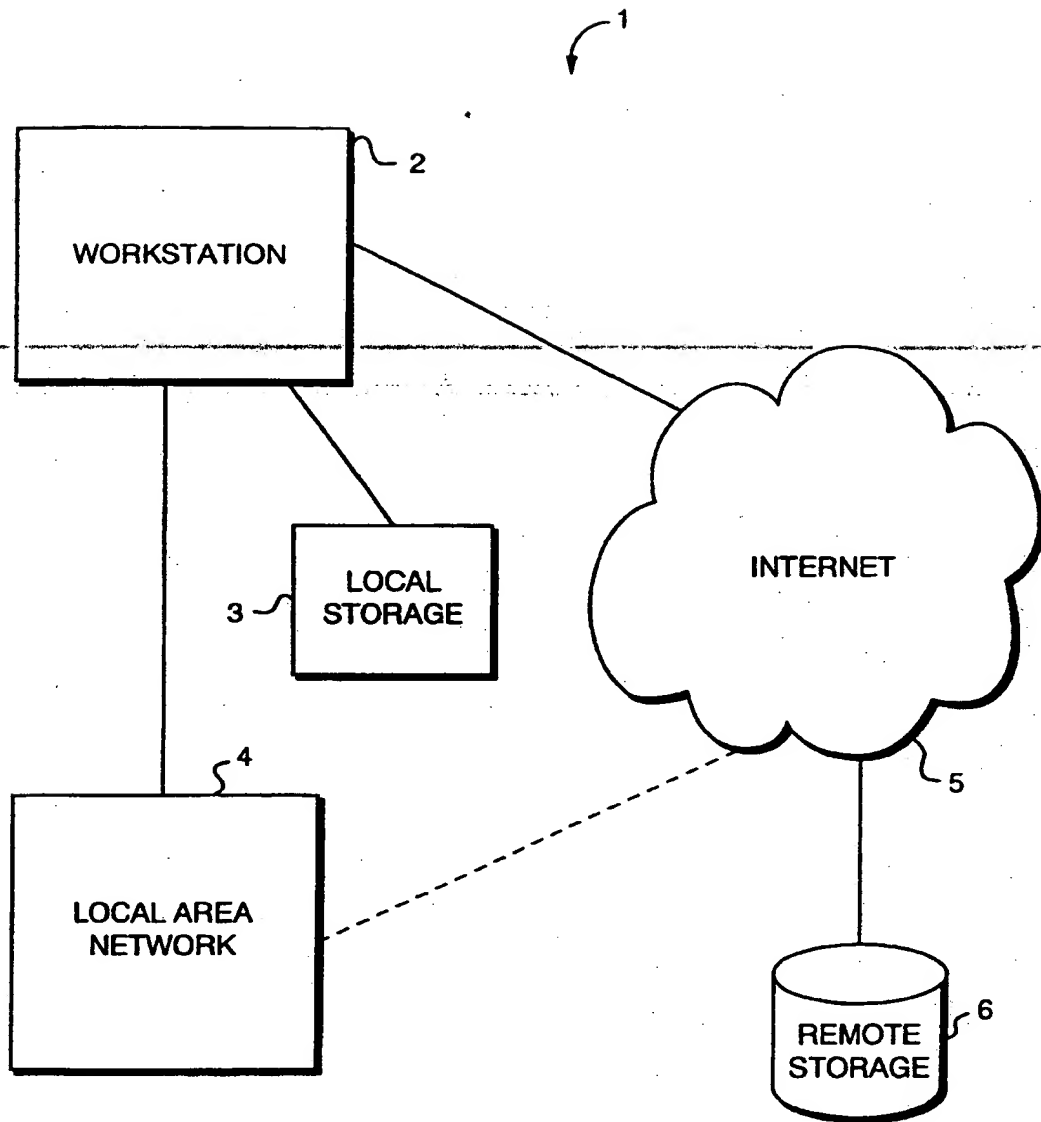 1
2
WORKSTATION
3
LOCAL
STORAGE
INTERNET
4
5
LOCAL AREA
NETWORK
6
REMOTE
STORAGE